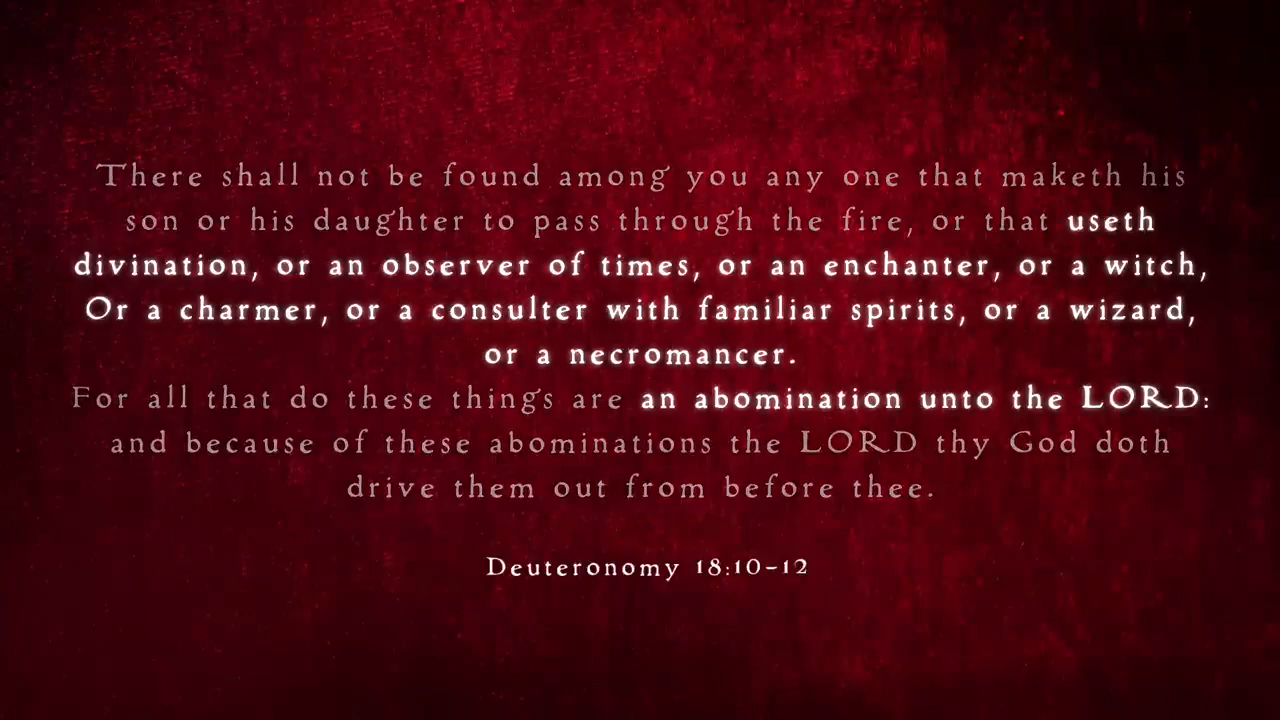 There shall not be found among you any one that maketh his
son or his daughter to pass through the fire, or that useth
divination, or an observer of times, or an enchanter, or a witch,
Or a charmer, or a consulter with familiar spirits, or a wizard,
or a necromancer.
For all that do these things are an abomination unto the LORD:
and because of these abominations the LORD thy God doth
drive them out from before thee.
Deuteronomy 18:10-12